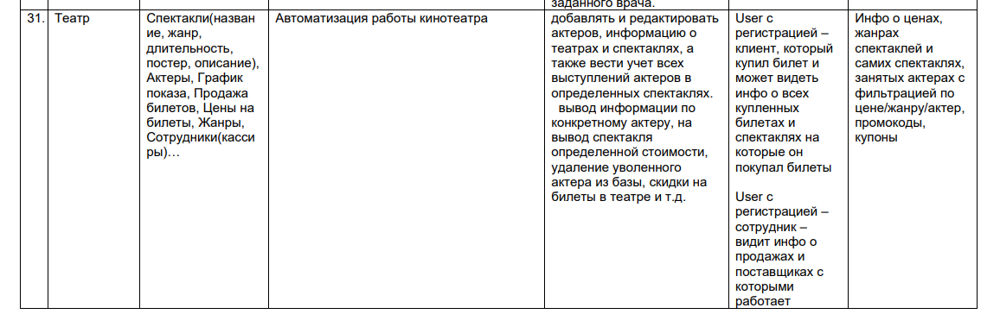 заданного врача.
31.
Театр
Спектакли(назван
ие, жанр,
длительность,
постер, описание),
Актеры, График
показа, Продажа
билетов, Цены на
билеты, Жанры,
Сотрудники(касси
ры)…
Автоматизация работы кинотеатра
добавлять и редактировать
актеров, информацию о
театрах и спектаклях, а
также вести учет всех
выступлений актеров в
определенных спектаклях.
вывод информации по
конкретному актеру, на
вывод спектакля
определенной стоимости,
удаление уволенного
актера из базы, скидки на
билеты в театре и т.д.
User с
регистрацией –
клиент, который
купил билет и
может видеть
инфо о всех
купленных
билетах и
спектаклях на
которые он
покупал билеты
User с
регистрацией –
сотрудник –
видит инфо о
продажах и
поставщиках с
которыми
работает
Инфо о ценах,
жанрах
спектаклей и
самих спектаклях,
занятых актерах с
фильтрацией по
цене/жанру/актер,
промокоды,
купоны